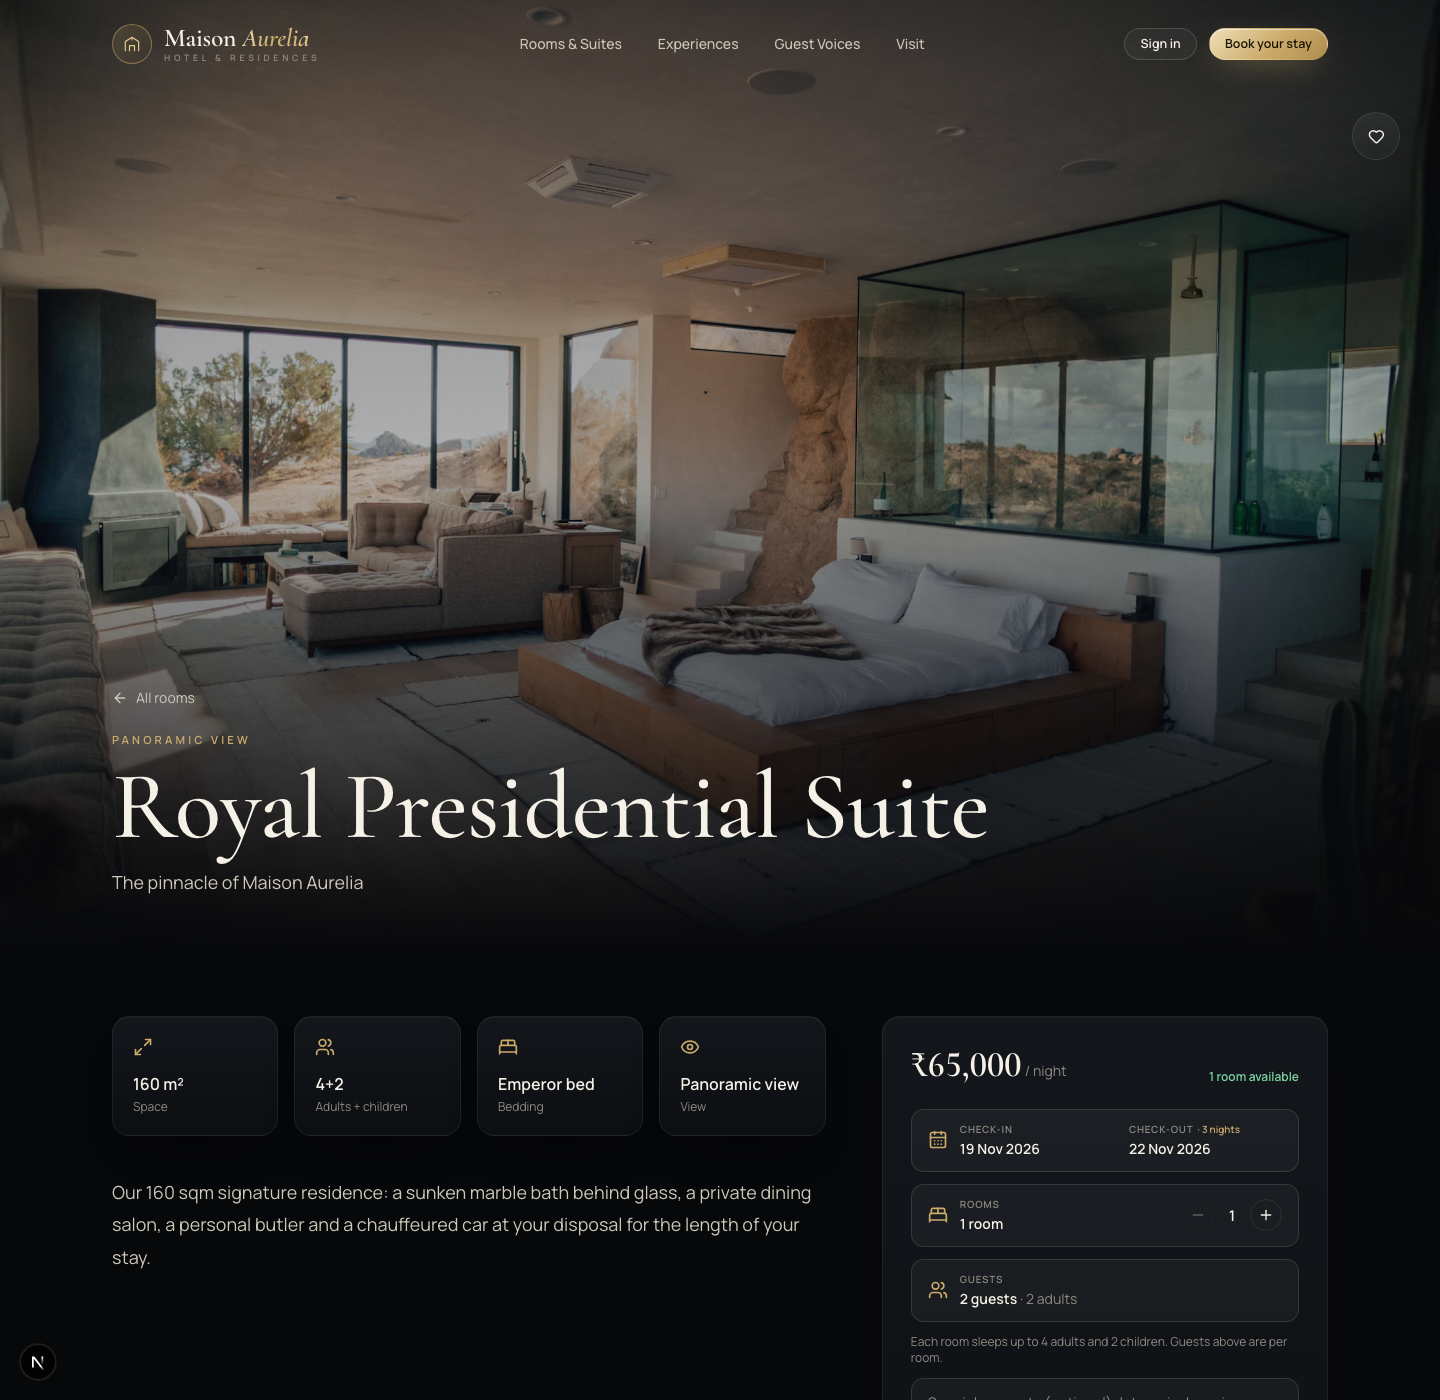 Maison Aurelia
HOTEL & RESIDENCES
Rooms & Suites
Experiences
Guest Voices
Visit
Sign in
Book your stay
All rooms
PANORAMIC VIEW
Royal Presidential Suite
The pinnacle of Maison Aurelia
160 m²
Space
4+2
Adults + children
Emperor bed
Bedding
Panoramic view
View
Our 160 sqm signature residence: a sunken marble bath behind glass, a private dining
salon, a personal butler and a chauffeured car at your disposal for the length of your
stay.
₹65,000 / night
1 room available
CHECK-IN
19 Nov 2026
CHECK-OUT · 3 nights
22 Nov 2026
ROOMS
1 room
1
GUESTS
2 guests · 2 adults
Each room sleeps up to 4 adults and 2 children. Guests above are per
room.
N